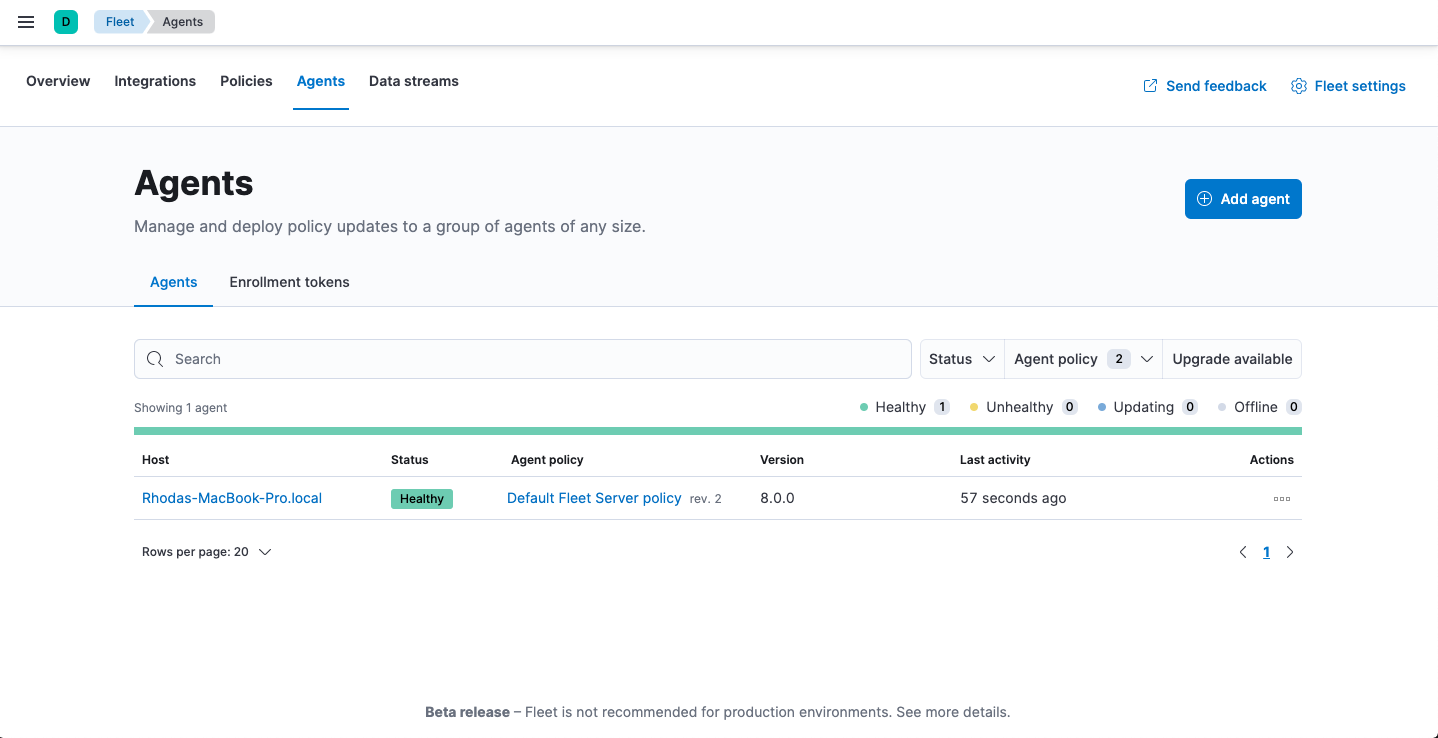 D Fleet Agents
Overview Integrations Policies Agents Data streams Send feedback Fleet settings
Agents
Add agent
Manage and deploy policy updates to a group of agents of any size.
Agents Enrollment tokens
Search Status Agent policy 2 Upgrade available
Showing 1 agent Healthy 1 Unhealthy 0 Updating 0 Offline 0
Host Status Agent policy Version Last activity Actions
Rhodas-MacBook-Pro.local Healthy Default Fleet Server policy rev. 2 8.0.0 57 seconds ago
Rows per page: 20 1
Beta release – Fleet is not recommended for production environments. See more details.